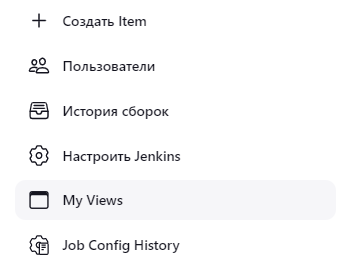 Создать Item
Пользователи
История сборок
Настроить Jenkins
My Views
Job Config History